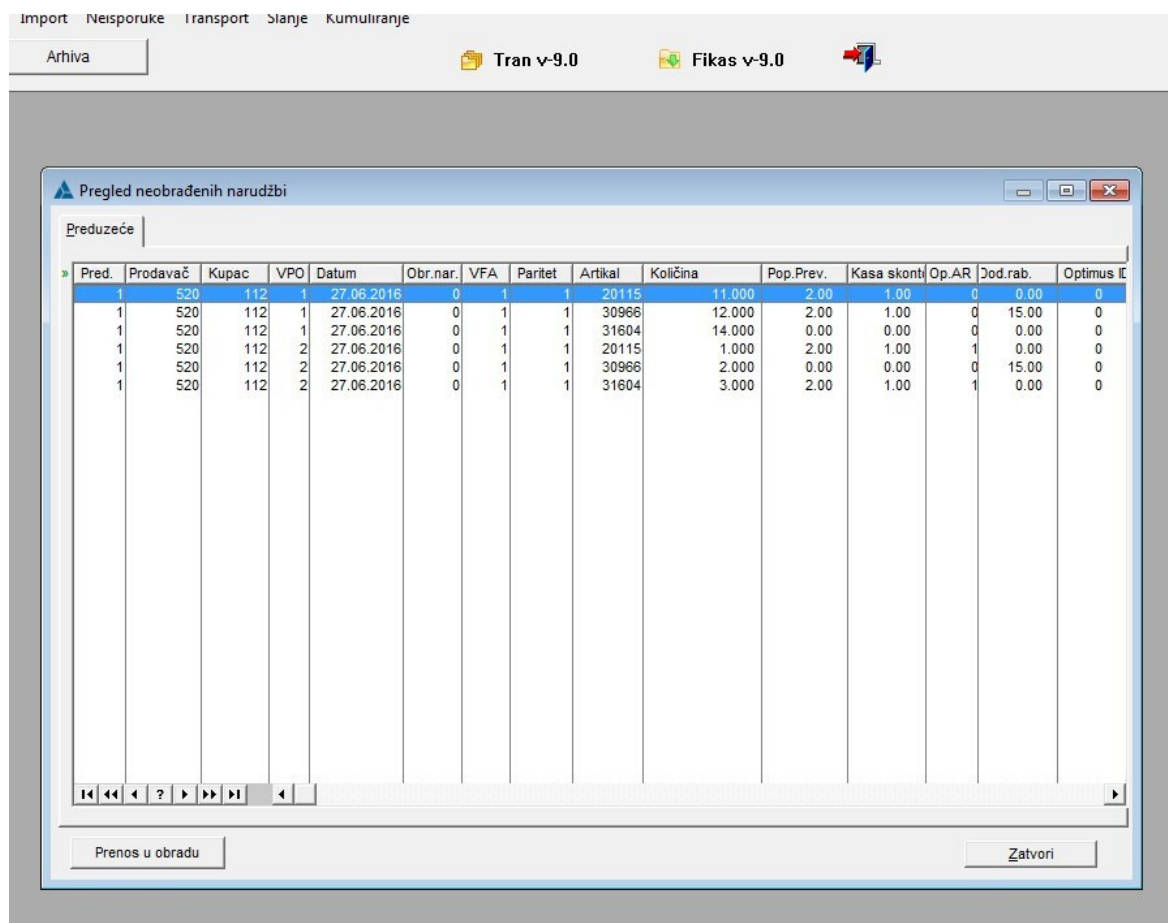 Import Neisporuke Transport Slanje Kumuliranje
Arhiva Tran v-9.0 Fikas v-9.0
Pregled neobrađenih narudžbi
Preduzeće
» Pred. Prodavač Kupac VPO Datum Obr.nar. VFA Paritet Artikal Količina Pop.Prev. Kasa skont Op.AR Dod.rab. Optimus ID
1 520 112 1 27.06.2016 0 1 1 20115 11.000 2.00 1.00 0 0.00 0
1 520 112 1 27.06.2016 0 1 1 30966 12.000 2.00 1.00 0 15.00 0
1 520 112 1 27.06.2016 0 1 1 31604 14.000 0.00 0.00 0 0.00 0
1 520 112 2 27.06.2016 0 1 1 20115 1.000 2.00 1.00 1 0.00 0
1 520 112 2 27.06.2016 0 1 1 30966 2.000 0.00 0.00 0 15.00 0
1 520 112 2 27.06.2016 0 1 1 31604 3.000 2.00 1.00 1 0.00 0
?
Prenos u obradu Zatvori